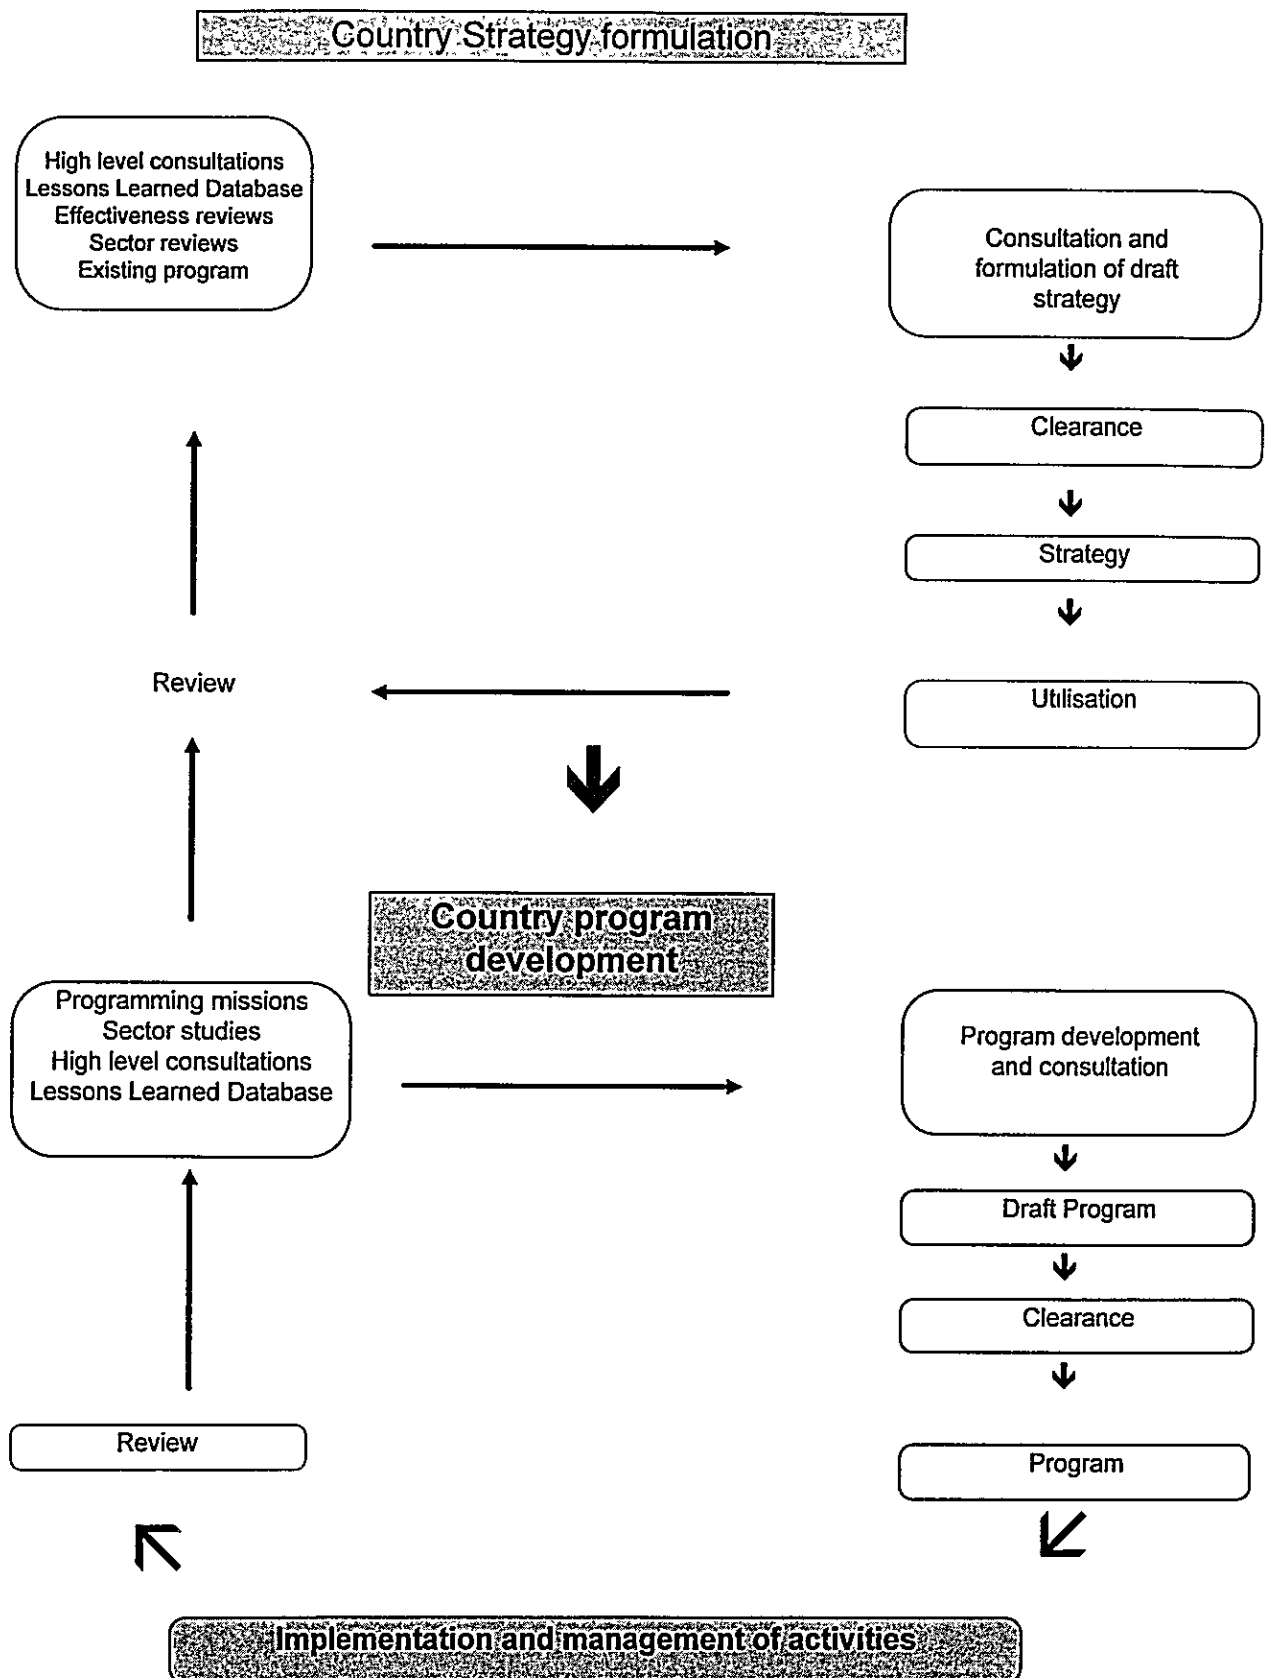 Country Strategy formulation
High level consultations
Lessons Learned Database
Effectiveness reviews
Sector reviews
Existing program
Consultation and
formulation of draft
strategy
Clearance
Strategy
Review
Utilisation
Country program
development
Programming missions
Sector studies
High level consultations
Lessons Learned Database
Program development
and consultation
Draft Program
Clearance
Review
Program
Implementation and management of activities